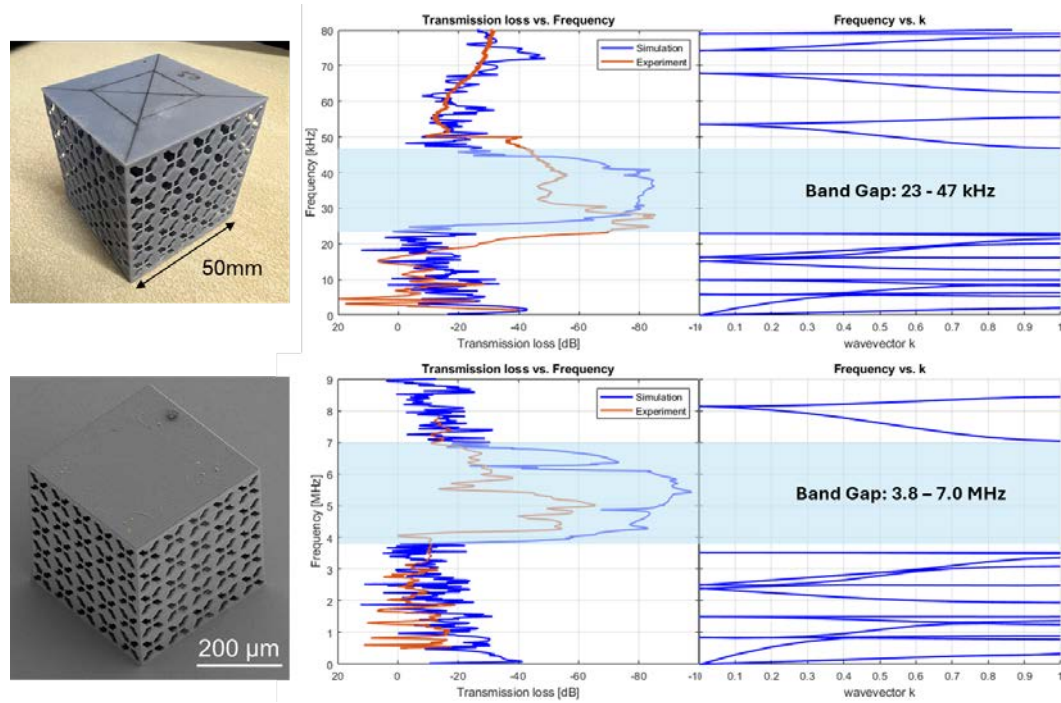 50mm
Transmission loss vs. Frequency
Frequency [kHz]
80
70
60
50
40
30
20
10
0
20
0
-20
-40
-60
-80
-10
Transmission loss [dB]
Simulation
Experiment
Frequency vs. k
Band Gap: 23 - 47 kHz
0.1 0.2 0.3 0.4 0.5 0.6 0.7 0.8 0.9 1
wavevector k
200 µm
Transmission loss vs. Frequency
Frequency [MHz]
9
8
7
6
5
4
3
2
1
0
20
0
-20
-40
-60
-80
-10
Transmission loss [dB]
Simulation
Experiment
Frequency vs. k
Band Gap: 3.8 – 7.0 MHz
0.1 0.2 0.3 0.4 0.5 0.6 0.7 0.8 0.9 1
wavevector k